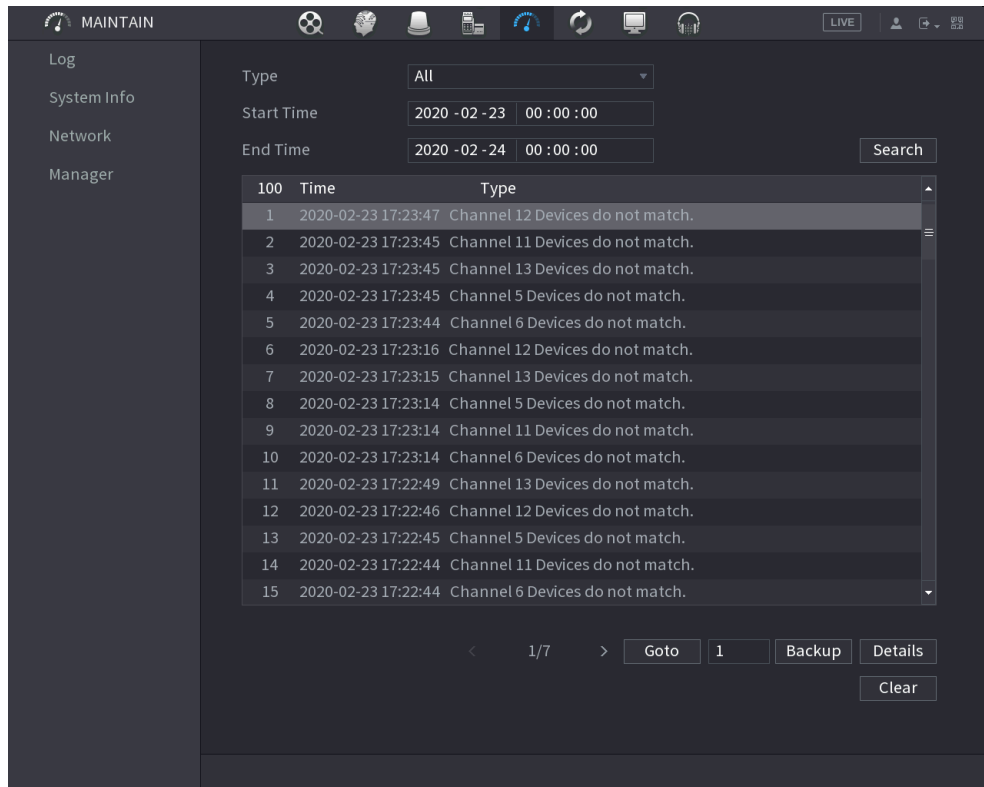 MAINTAIN
LIVE
Log
System Info
Network
Manager
Type All
Start Time 2020 -02 -23 00 : 00 : 00
End Time 2020 -02 -24 00 : 00 : 00
Search
100 Time Type
1 2020-02-23 17:23:47 Channel 12 Devices do not match.
2 2020-02-23 17:23:45 Channel 11 Devices do not match.
3 2020-02-23 17:23:45 Channel 13 Devices do not match.
4 2020-02-23 17:23:45 Channel 5 Devices do not match.
5 2020-02-23 17:23:44 Channel 6 Devices do not match.
6 2020-02-23 17:23:16 Channel 12 Devices do not match.
7 2020-02-23 17:23:15 Channel 13 Devices do not match.
8 2020-02-23 17:23:14 Channel 5 Devices do not match.
9 2020-02-23 17:23:14 Channel 11 Devices do not match.
10 2020-02-23 17:23:14 Channel 6 Devices do not match.
11 2020-02-23 17:22:49 Channel 13 Devices do not match.
12 2020-02-23 17:22:46 Channel 12 Devices do not match.
13 2020-02-23 17:22:45 Channel 5 Devices do not match.
14 2020-02-23 17:22:44 Channel 11 Devices do not match.
15 2020-02-23 17:22:44 Channel 6 Devices do not match.
< 1/7 > Goto 1 Backup Details
Clear